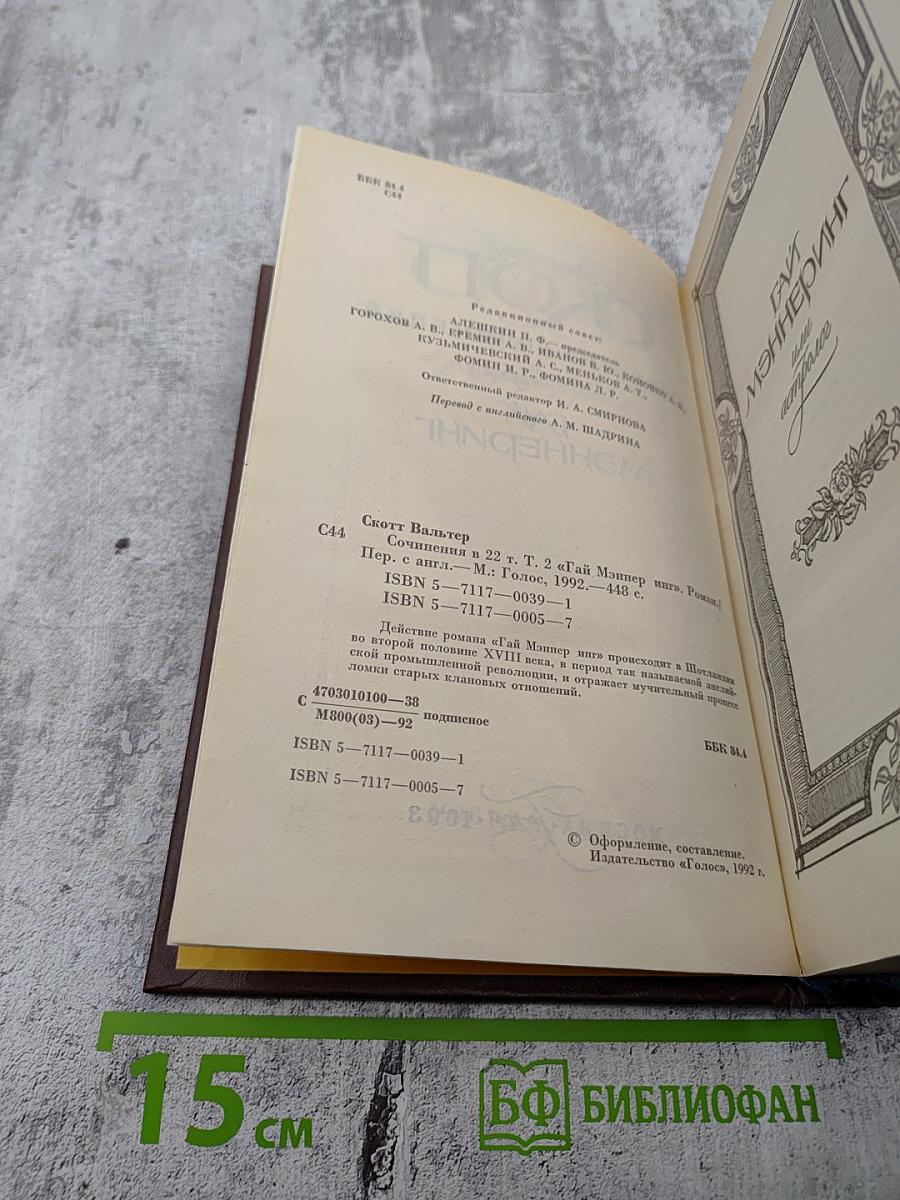 ББК 84.4
С44
Редакционный совет:
АЛЕШКИН П. Ф.— председатель
ГОРОХОВ А. В., ЕРЕМИН А. В., ИВАНОВ В. Ю.,
КУЗЬМИЧЕВСКИЙ А. С., МЕНЬКОВ А. Т.,
ФОМИН И. Р., ФОМИНА Л. Р.
Ответственный редактор И. А. СМИРНОВА
Перевод с английского А. М. ШАДРИНА
Скотт Вальтер
С44 Сочинения в 22 т. Т. 2 «Гай Мэннер инг». Роман.
Пер. с англ.— М.: Голос, 1992.—448 с.
ISBN 5—7117—0039—1
ISBN 5—7117—0005—7
Действие романа «Гай Мэннер инг» происходит в Шотландии
во второй половине XVIII века, в период так называемой англий-
ской промышленной революции, и отражает мучительный процесс
ломки старых клановых отношений.
С 4703010100—38
М800(03)—92 подписное
ББК 84.4
ISBN 5—7117—0039—1
ISBN 5—7117—0005—7
© Оформление, составление.
Издательство «Голос», 1992 г.
ГАЙ
МЭННЕРИНГ
или
астролог
15 см
БФ БИБЛИОФАН